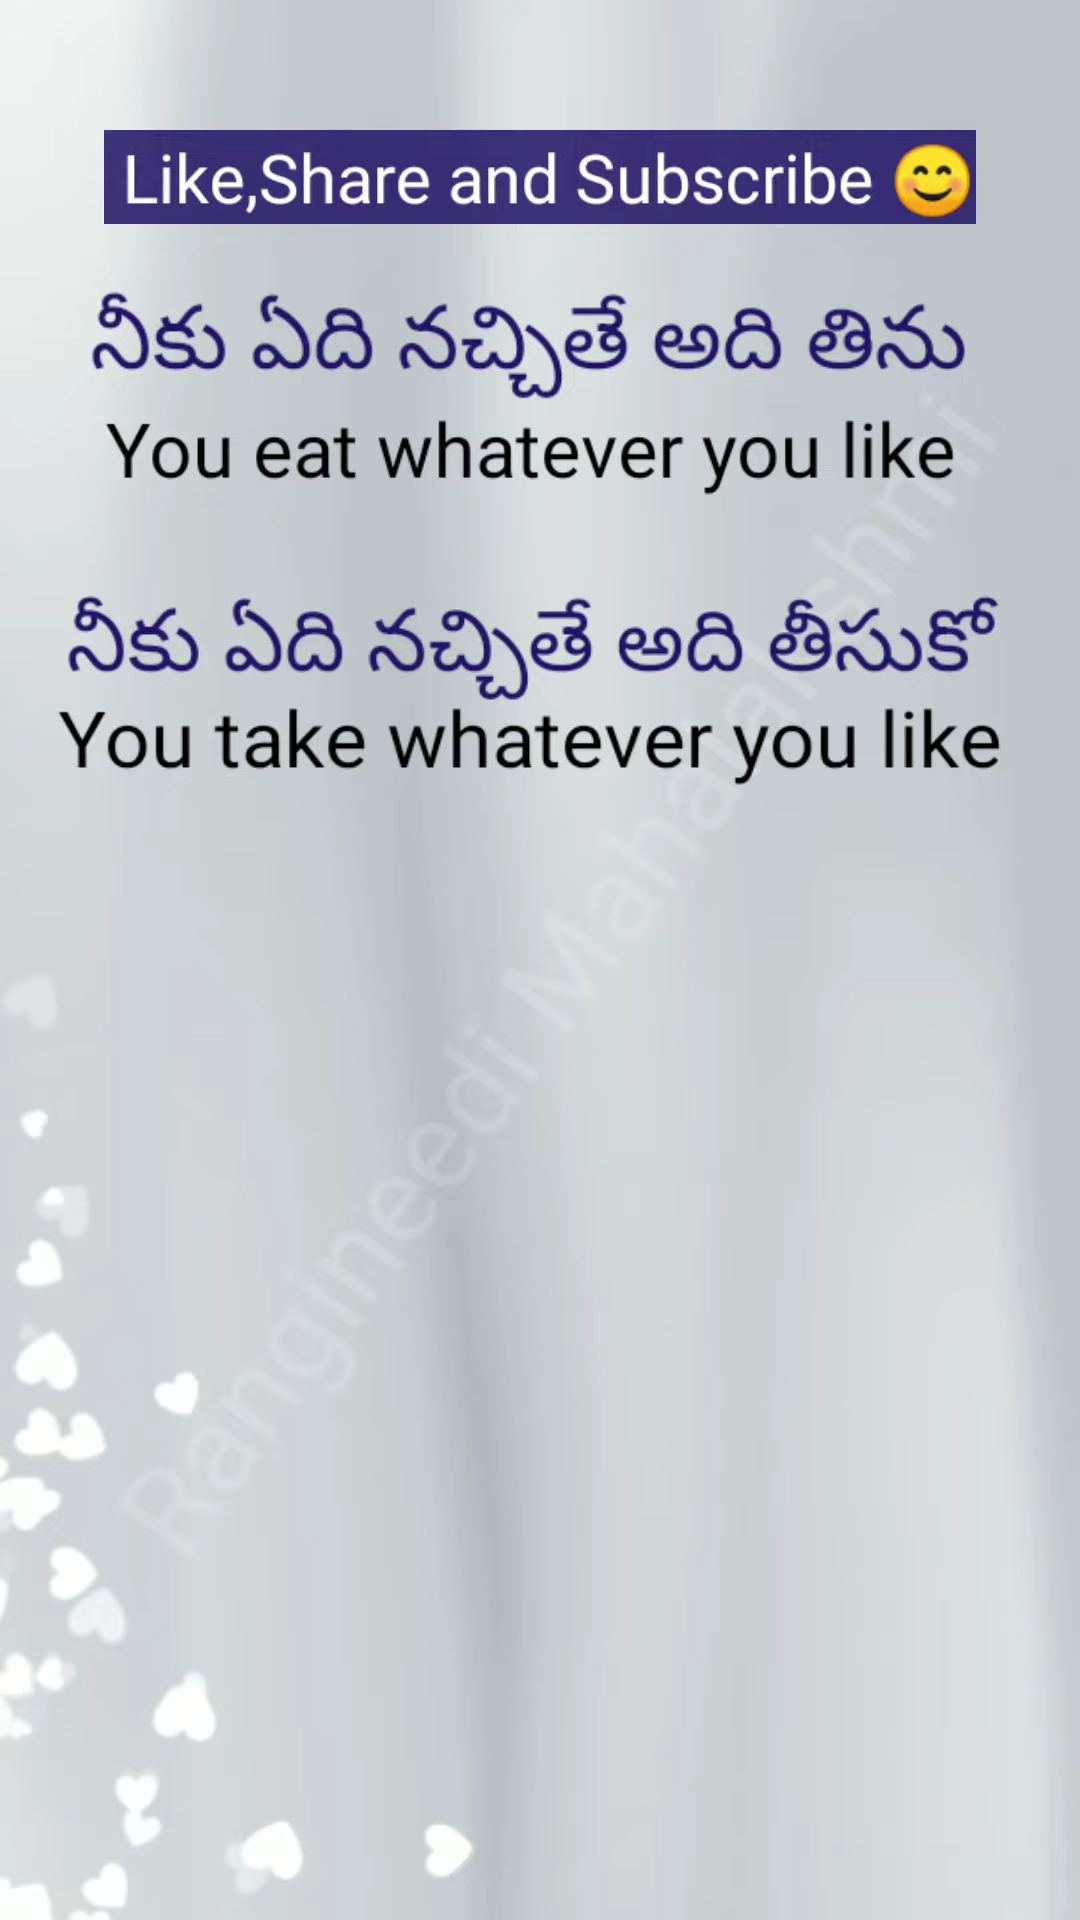 Like,Share and Subscribe 😊
నీకు ఏది నచ్చితే అది తిను
You eat whatever you like
నీకు ఏది నచ్చితే అది తీసుకో
You take whatever you like
Rangineedi Mahalakshmi